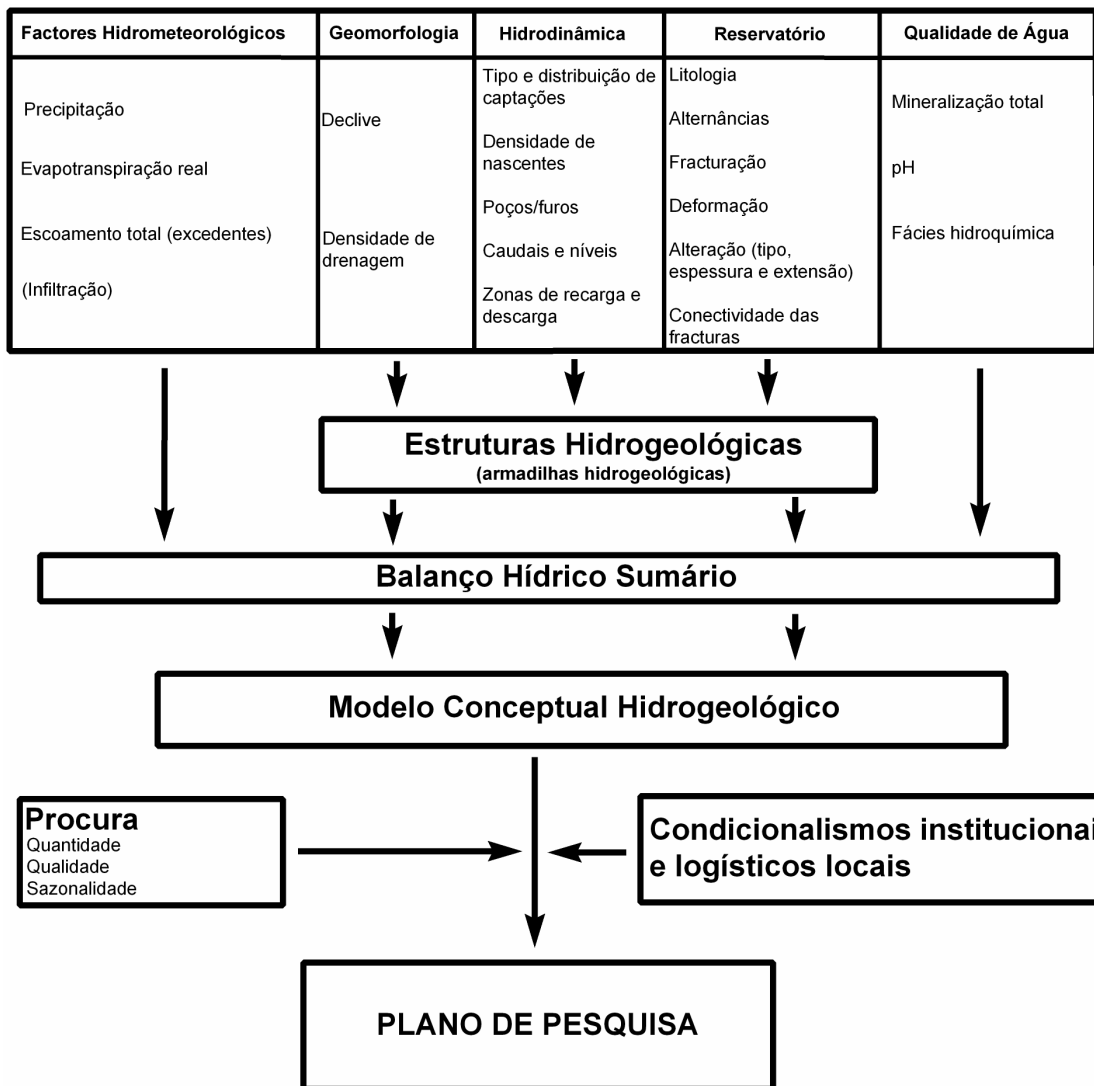 Factores Hidrometeorológicos
Precipitação
Evapotranspiração real
Escoamento total (excedentes)
(Infiltração)
Geomorfologia
Declive
Densidade de
drenagem
Hidrodinâmica
Tipo e distribuição de
captações
Densidade de
nascentes
Poços/furos
Caudais e níveis
Zonas de recarga e
descarga
Reservatório
Litologia
Alternâncias
Fracturação
Deformação
Alteração (tipo,
espessura e extensão)
Conectividade das
fracturas
Qualidade de Água
Mineralização total
pH
Fácies hidroquímica
Estruturas Hidrogeológicas
(armadilhas hidrogeológicas)
Balanço Hídrico Sumário
Modelo Conceptual Hidrogeológico
Procura
Quantidade
Qualidade
Sazonalidade
Condicionalismos institucionai
e logísticos locais
PLANO DE PESQUISA